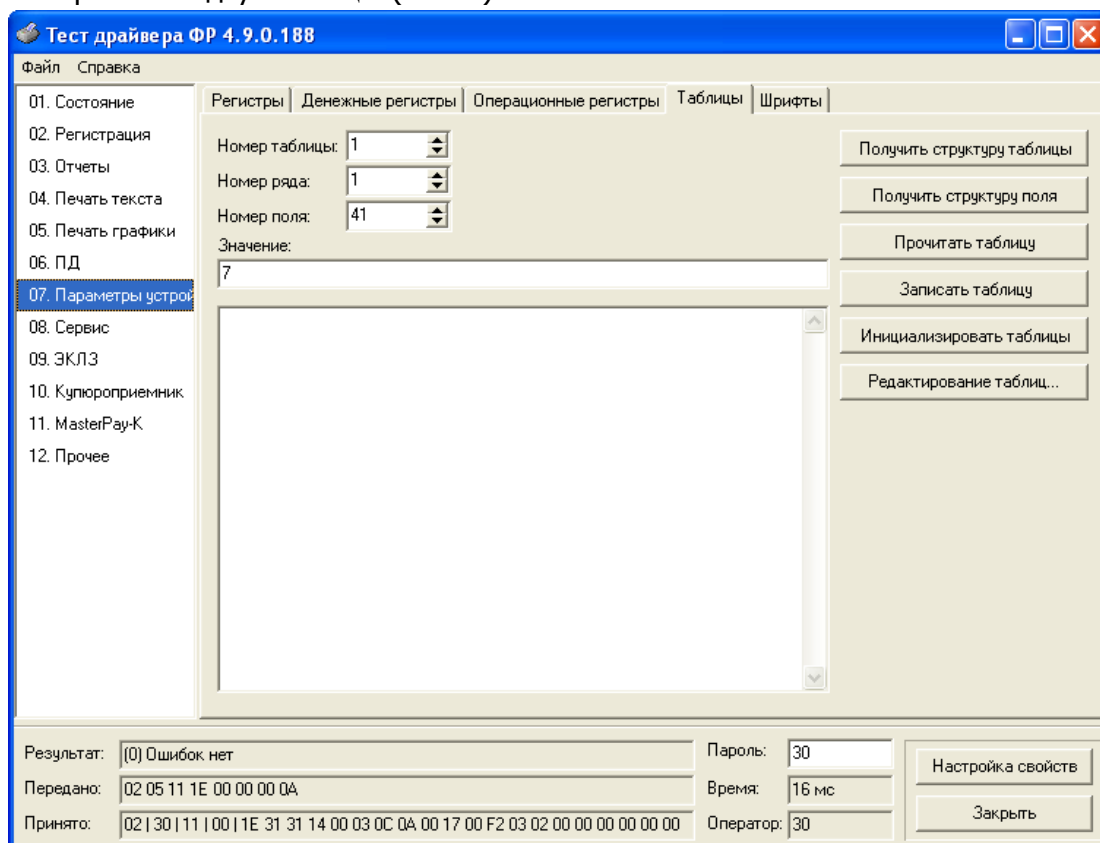 Тест драйвера ФР 4.9.0.188
Файл Справка
01. Состояние
02. Регистрация
03. Отчеты
04. Печать текста
05. Печать графики
06. ПД
07. Параметры устрой
08. Сервис
09. ЭКЛЗ
10. Купюроприемник
11. MasterPay-K
12. Прочее
Регистры Денежные регистры Операционные регистры Таблицы Шрифты
Номер таблицы: 1
Номер ряда: 1
Номер поля: 41
Значение:
7
Получить структуру таблицы
Получить структуру поля
Прочитать таблицу
Записать таблицу
Инициализировать таблицы
Редактирование таблиц...
Результат: (0) Ошибок нет
Передано: 02 05 11 1E 00 00 00 0A
Принято: 02 | 30 | 11 | 00 | 1E 31 31 14 00 03 0C 0A 00 17 00 F2 03 02 00 00 00 00 00 00
Пароль: 30
Время: 16 мс
Оператор: 30
Настройка свойств
Закрыть